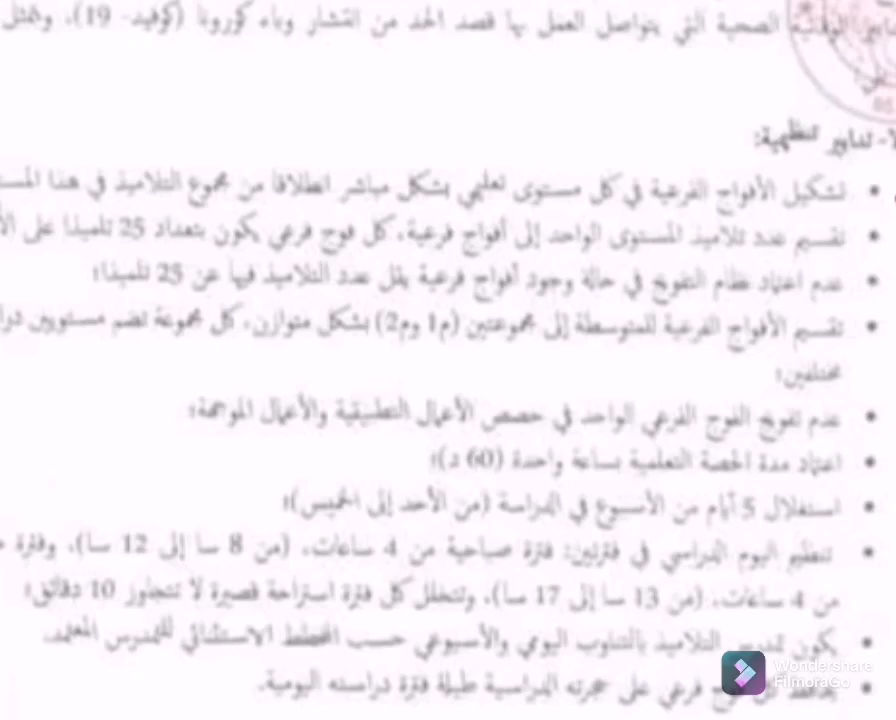 الصحية التي يتواصل العمل بها قصد الحد من انتشار وباء كورونا (كوفيد- 19)، وتتمثل
- تدابير تنظيمية:
• تشكيل الأفواج الفرعية في كل مستوى تعليمي بشكل مباشر انطلاقا من مجموع التلاميذ في هذا
• تقسيم عدد تلاميذ المستوى الواحد إلى أفواج فرعية، كل فوج فرعي يكون بتعداد 25 تلميذا على
• عدم اعتماد نظام التفويج في حالة وجود أفواج فرعية يقل عدد التلاميذ فيها عن 25 تلميذا؛
• تقسيم الأفواج الفرعية للمتوسطة إلى مجموعتين (م1 وم2) بشكل متوازن، كل مجموعة تضم مستويين
مختلفين؛
• عدم تفويج الفوج الفرعي الواحد في حصص الأعمال التطبيقية والأعمال الموجهة؛
• اعتماد مدة الحصة التعلمية بساعة واحدة (60 د)؛
• استغلال 5 أيام من الأسبوع في الدراسة (من الأحد إلى الخميس)؛
• تنظيم اليوم الدراسي في فترتين: فترة صباحية من 4 ساعات، (من 8 سا إلى 12 سا)، وفترة
من 4 ساعات، (من 13 سا إلى 17 سا)، وتتخلل كل فترة استراحة قصيرة لا تتجاوز 10 دقائق؛
• يكون تمدرس التلاميذ بالتناوب اليومي والأسبوعي حسب المخطط الاستثنائي للتمدرس المعتمد.
• فرعي على حجرته الدراسية طيلة فترة دراسته اليومية.
Wondershare
FilmoraGo